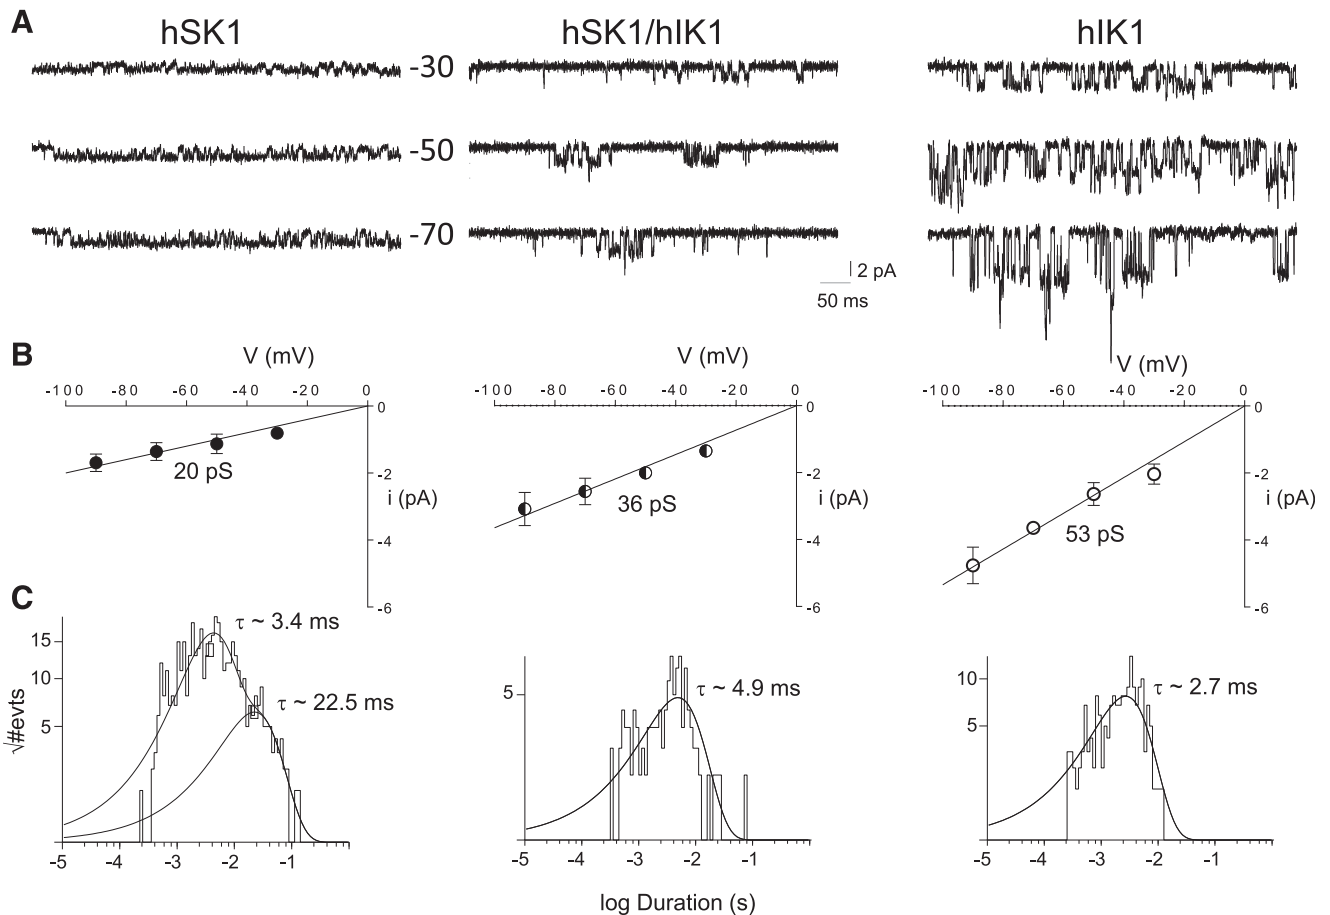 A
hSK1
hSK1/hIK1
hIK1
-30
-50
-70
2 pA
50 ms
B
V (mV)
V (mV)
V (mV)
-100 -80 -60 -40 -20 0
-100 -80 -60 -40 -20 0
-100 -80 -60 -40 -20 0
0
-2
-4
-6
i (pA)
20 pS
0
-2
-4
-6
i (pA)
36 pS
0
-2
-4
-6
i (pA)
53 pS
C
τ ~ 3.4 ms
τ ~ 22.5 ms
15
10
5
√#evts
-5 -4 -3 -2 -1
τ ~ 4.9 ms
5
-5 -4 -3 -2 -1
τ ~ 2.7 ms
10
5
-5 -4 -3 -2 -1
log Duration (s)